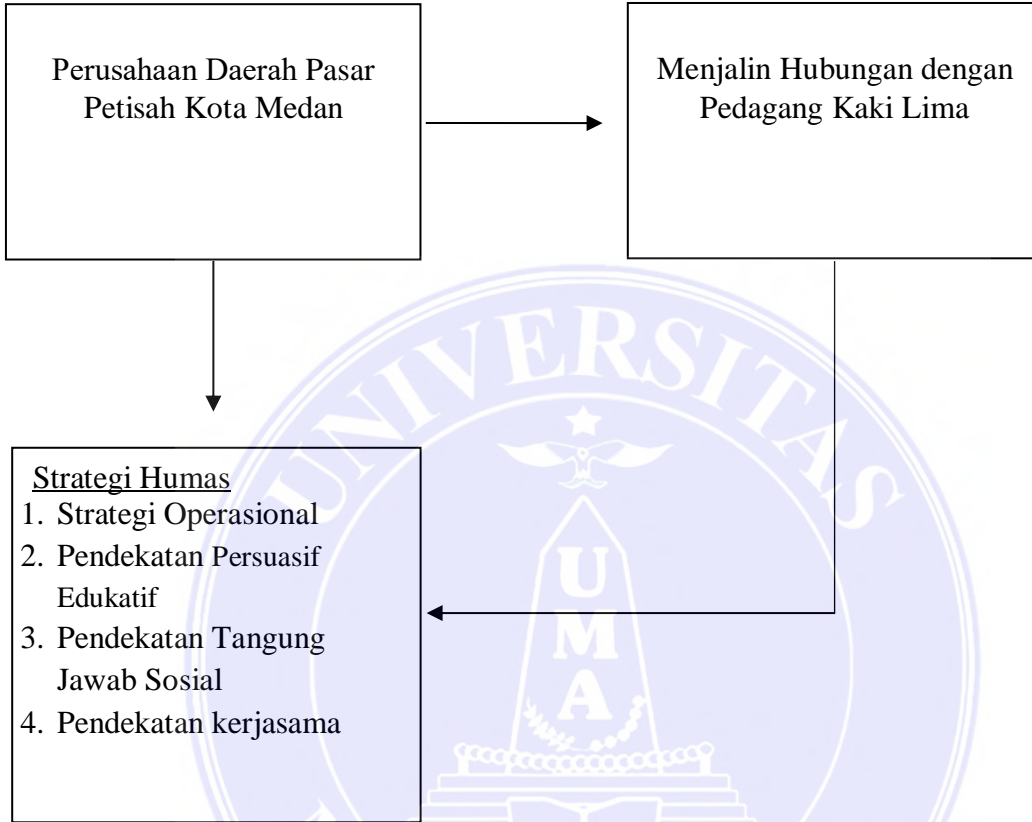 Perusahaan Daerah Pasar
Petisah Kota Medan
Menjalin Hubungan dengan
Pedagang Kaki Lima
Strategi Humas
1. Strategi Operasional
2. Pendekatan Persuasif
Edukatif
3. Pendekatan Tangung
Jawab Sosial
4. Pendekatan kerjasama
UNIVERSITAS
U
M
A